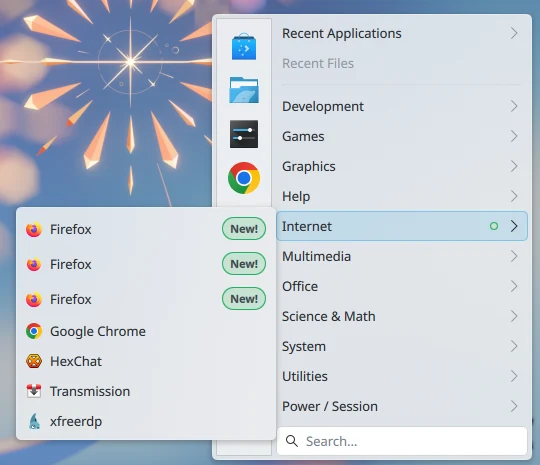 Recent Applications
Recent Files
Development
Games
Graphics
Help
Internet
Multimedia
Office
Science & Math
System
Utilities
Power / Session
Search...
Firefox New!
Firefox New!
Firefox New!
Google Chrome
HexChat
Transmission
xfreerdp